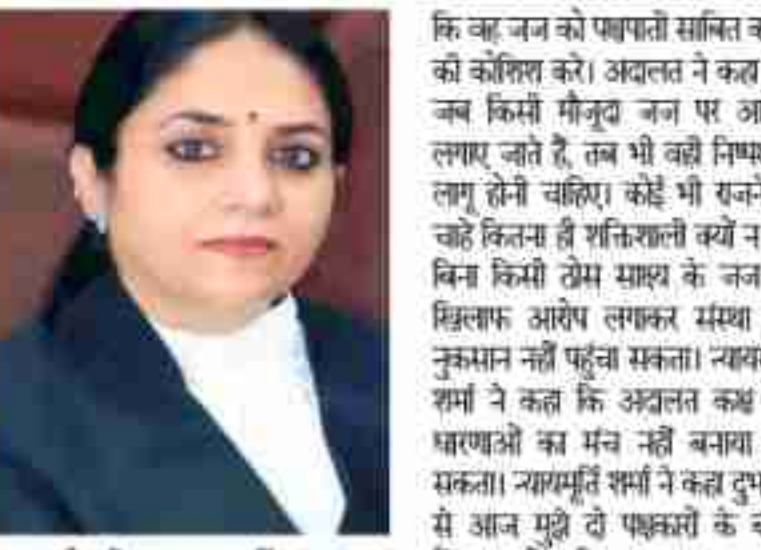 कि वह जज को पक्षपाती साबित क
की कोशिश करे। अदालत ने कहा
जब किसी मौजूदा जज पर आ
लगाए जाते हैं, तब भी वही निष्पक्ष
लागू होनी चाहिए। कोई भी राजने
चाहे कितना ही शक्तिशाली क्यों न
बिना किसी ठोस साक्ष्य के जज
खिलाफ आरोप लगाकर संस्था
नुकसान नहीं पहुंचा सकता। न्यायम
शर्मा ने कहा कि अदालत कक्ष
धारणाओं का मंच नहीं बनाया
सकता। न्यायमूर्ति शर्मा ने कहा दुर्भ
से आज मुझे दो पक्षकारों के ब